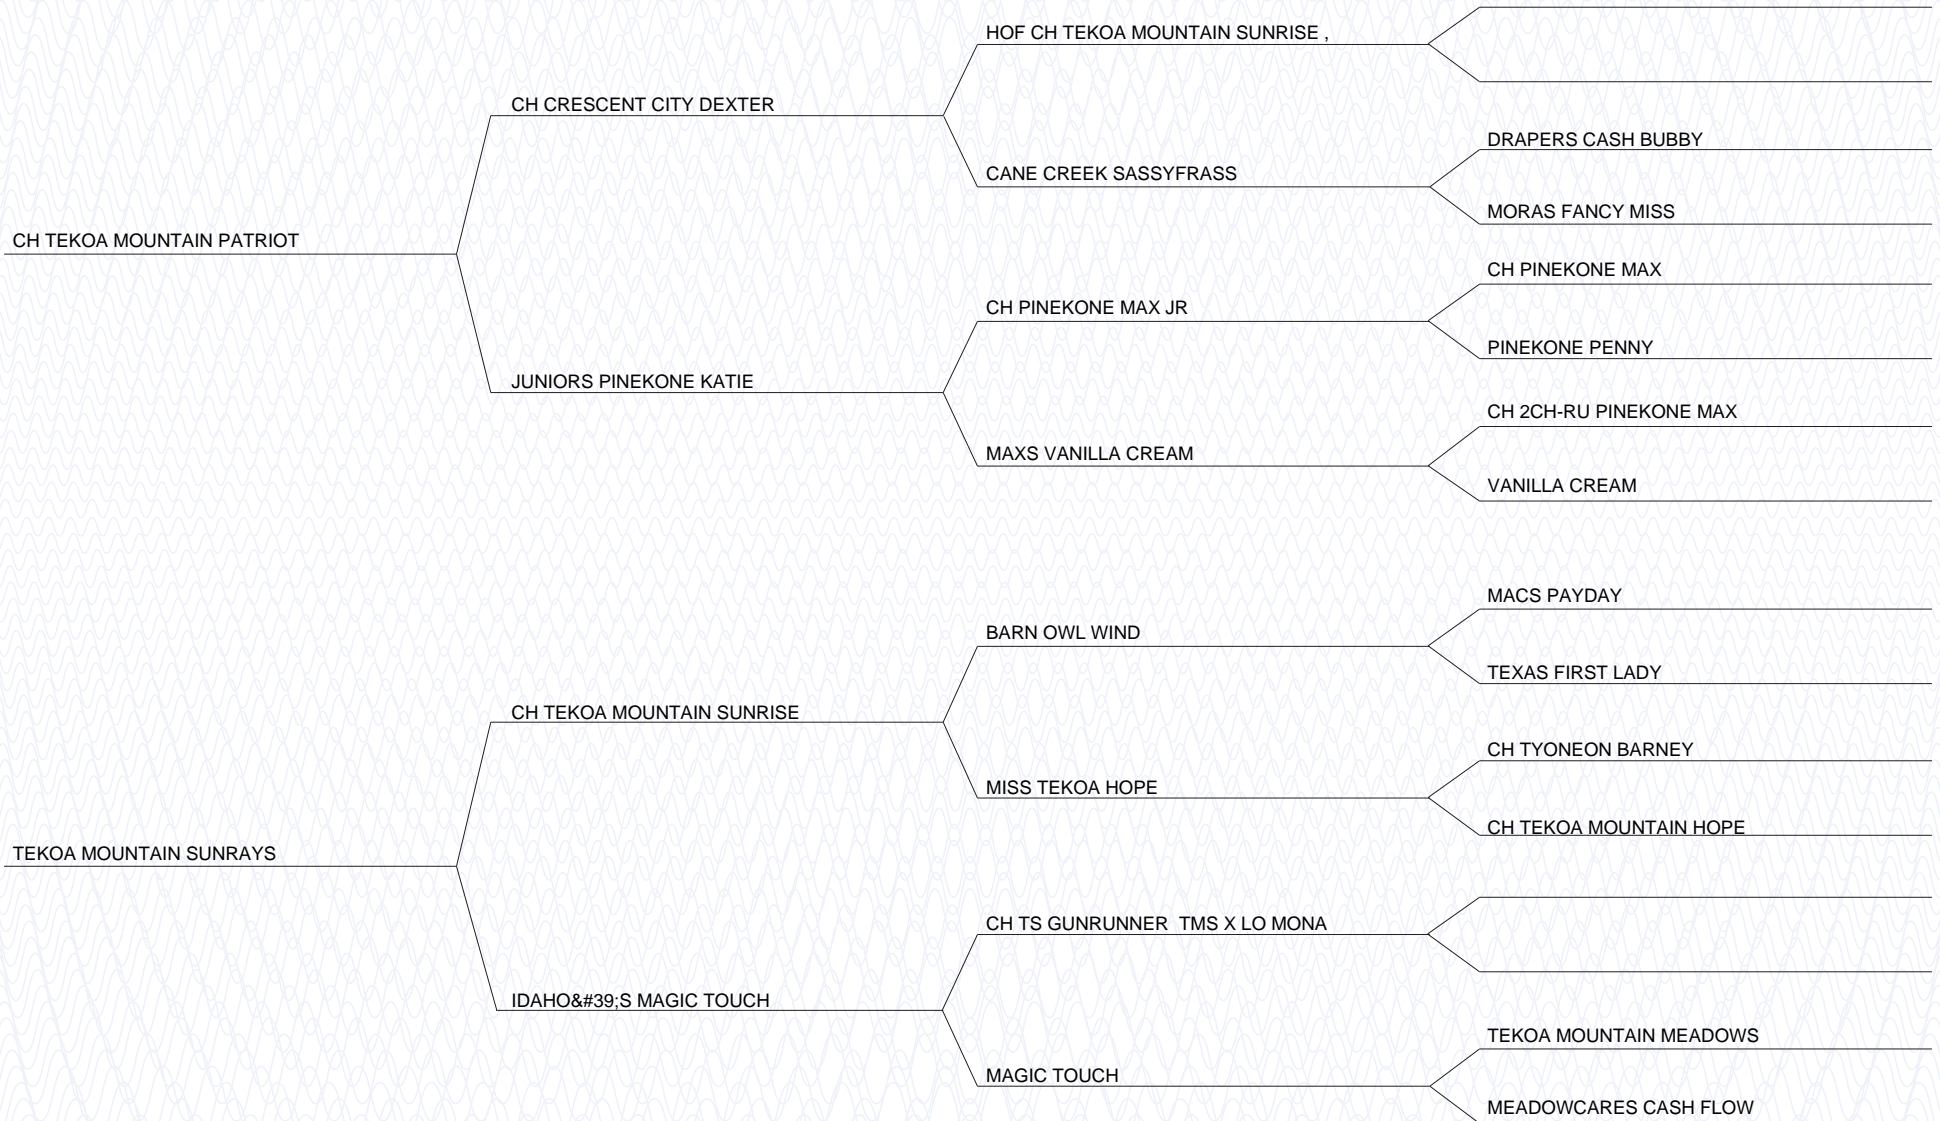 HOF CH TEKOA MOUNTAIN SUNRISE ,
CH CRESCENT CITY DEXTER
DRAPERS CASH BUBBY
CANE CREEK SASSYFRASS
MORAS FANCY MISS
CH TEKOA MOUNTAIN PATRIOT
CH PINEKONE MAX
CH PINEKONE MAX JR
PINEKONE PENNY
JUNIORS PINEKONE KATIE
CH 2CH-RU PINEKONE MAX
MAXS VANILLA CREAM
VANILLA CREAM
MACS PAYDAY
BARN OWL WIND
TEXAS FIRST LADY
CH TEKOA MOUNTAIN SUNRISE
CH TYONEON BARNEY
MISS TEKOA HOPE
CH TEKOA MOUNTAIN HOPE
TEKOA MOUNTAIN SUNRAYS
CH TS GUNRUNNER  TMS X LO MONA
IDAHO&#39;S MAGIC TOUCH
TEKOA MOUNTAIN MEADOWS
MAGIC TOUCH
MEADOWCARES CASH FLOW